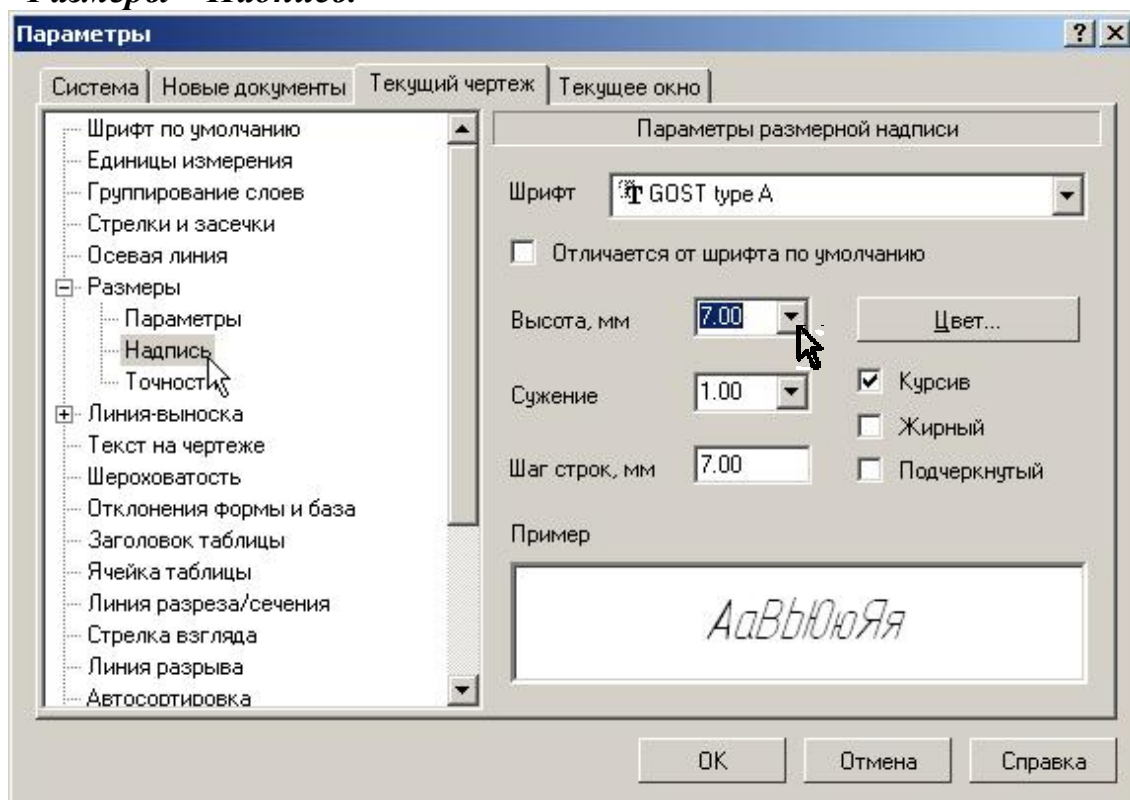 Размеры – Надпись.
Параметры
Система
Новые документы
Текущий чертеж
Текущее окно
Шрифт по умолчанию
Единицы измерения
Группирование слоев
Стрелки и засечки
Осевая линия
Размеры
Параметры
Надпись
Точность
Линия-выноска
Текст на чертеже
Шероховатость
Отклонения формы и база
Заголовок таблицы
Ячейка таблицы
Линия разреза/сечения
Стрелка взгляда
Линия разрыва
Автосортировка
Параметры размерной надписи
Шрифт
GOST type A
Отличается от шрифта по умолчанию
Высота, мм
7.00
Цвет...
Сужение
1.00
Курсив
Жирный
Шаг строк, мм
7.00
Подчеркнутый
Пример
АаВbЮюЯя
OK
Отмена
Справка